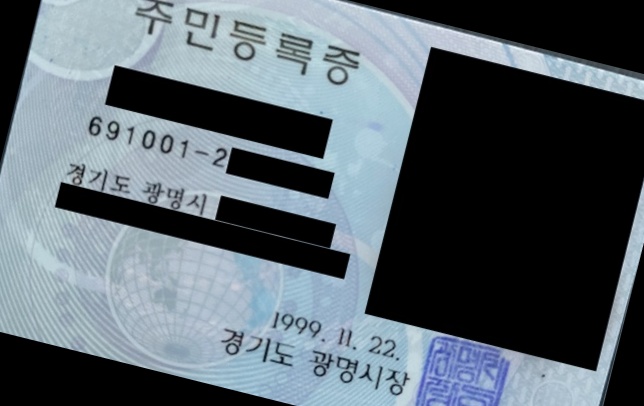 주민등록증
691001-2
경기도 광명시
1999. 11. 22.
경기도 광명시장